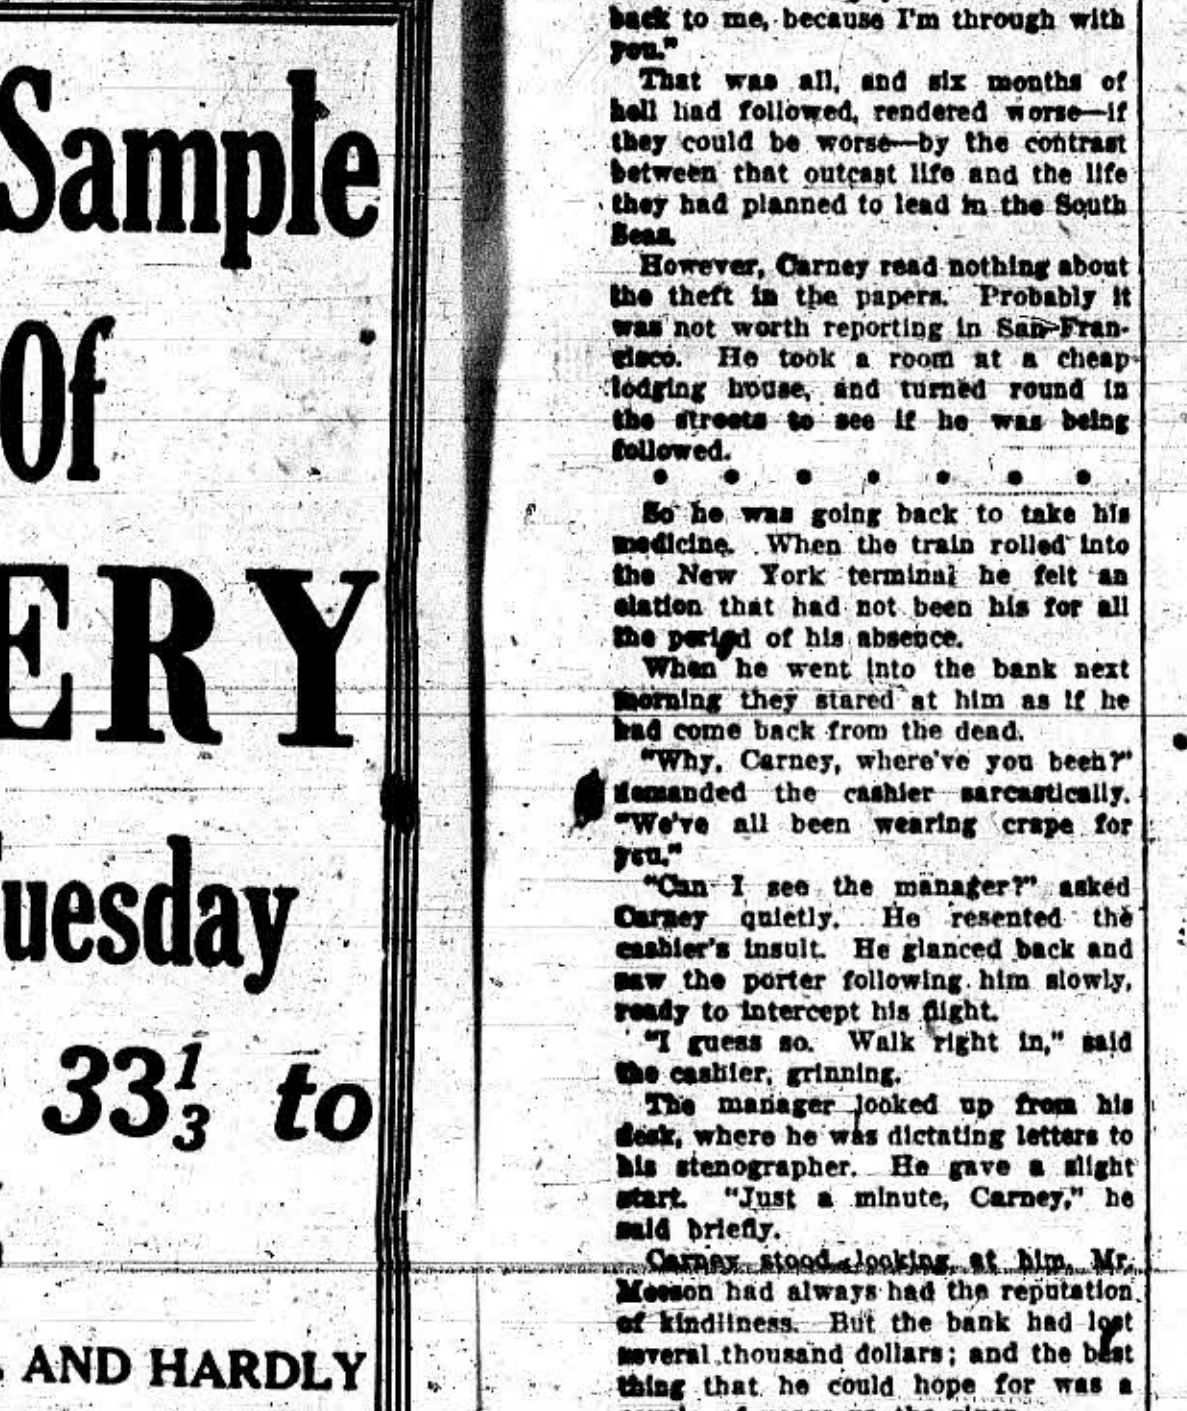 Sample
Of
ERY
uesday
33 1/3 to
AND HARDLY
back to me, because I'm through with
you."
That was all, and six months of
hell had followed, rendered worse—if
they could be worse—by the contrast
between that outcast life and the life
they had planned to lead in the South
Seas.
However, Carney read nothing about
the theft in the papers. Probably it
was not worth reporting in San Fran-
cisco. He took a room at a cheap
lodging house, and turned round in
the streets to see if he was being
followed.
• • • • • • •
So he was going back to take his
medicine. When the train rolled into
the New York terminal he felt an
elation that had not been his for all
the period of his absence.
When he went into the bank next
morning they stared at him as if he
had come back from the dead.
"Why, Carney, where've you been?"
demanded the cashier sarcastically.
"We've all been wearing crape for
you."
"Can I see the manager?" asked
Carney quietly. He resented the
cashier's insult. He glanced back and
saw the porter following him slowly,
ready to intercept his flight.
"I guess so. Walk right in," said
the cashier, grinning.
The manager looked up from his
desk, where he was dictating letters to
his stenographer. He gave a slight
start. "Just a minute, Carney," he
said briefly.
Carney stood looking at him. Mr.
Meeson had always had the reputation
of kindliness. But the bank had lost
several thousand dollars; and the best
thing that he could hope for was a